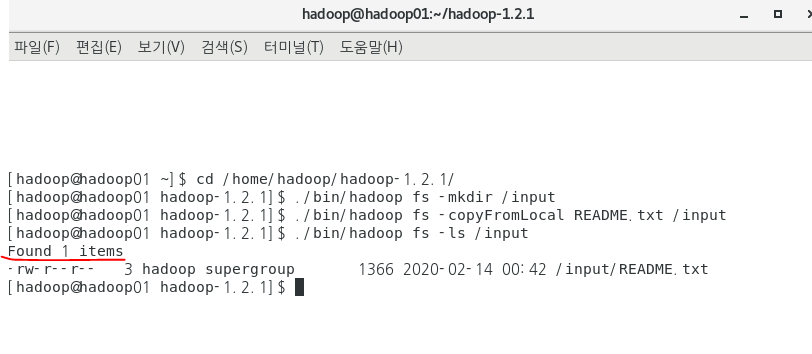 hadoop@hadoop01:~/hadoop-1.2.1
파일(F) 편집(E) 보기(V) 검색(S) 터미널(T) 도움말(H)
[hadoop@hadoop01 ~]$ cd /home/hadoop/hadoop-1.2.1/
[hadoop@hadoop01 hadoop-1.2.1]$ ./bin/hadoop fs -mkdir /input
[hadoop@hadoop01 hadoop-1.2.1]$ ./bin/hadoop fs -copyFromLocal README.txt /input
[hadoop@hadoop01 hadoop-1.2.1]$ ./bin/hadoop fs -ls /input
Found 1 items
-rw-r--r--   3 hadoop supergroup       1366 2020-02-14 00:42 /input/README.txt
[hadoop@hadoop01 hadoop-1.2.1]$